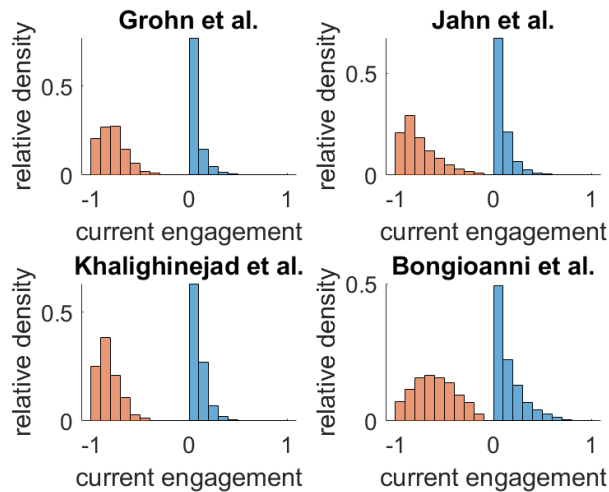 Grohn et al.
relative density
0.5
0
-1 0 1
current engagement
Jahn et al.
relative density
0.5
0
-1 0 1
current engagement
Khalighinejad et al.
relative density
0.5
0
-1 0 1
current engagement
Bongioanni et al.
relative density
0.5
0
-1 0 1
current engagement